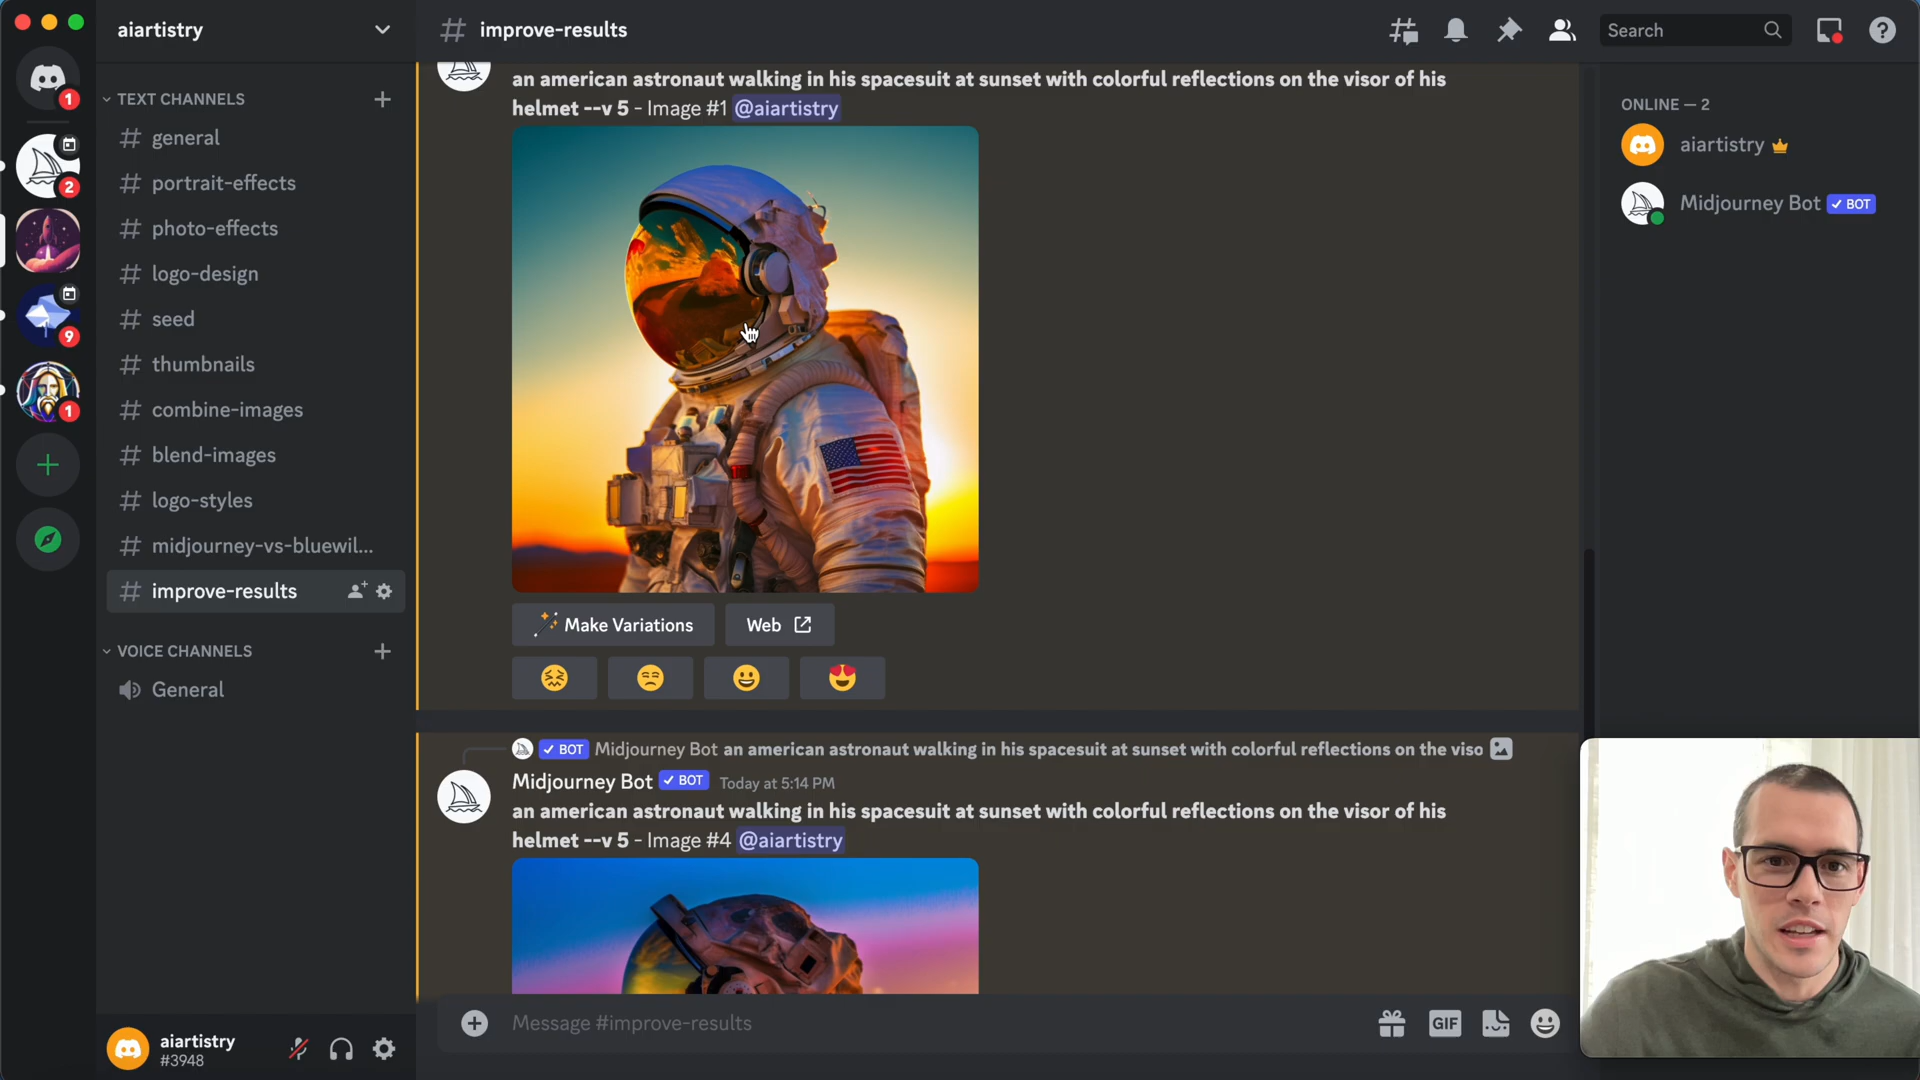 aiartistry
improve-results
Search
1
2
9
1
TEXT CHANNELS
general
portrait-effects
photo-effects
logo-design
seed
thumbnails
combine-images
blend-images
logo-styles
midjourney-vs-bluewil...
improve-results
VOICE CHANNELS
General
aiartistry
#3948
an american astronaut walking in his spacesuit at sunset with colorful reflections on the visor of his
helmet --v 5 - Image #1 @aiartistry
Make Variations
Web
BOT Midjourney Bot an american astronaut walking in his spacesuit at sunset with colorful reflections on the viso
Midjourney Bot BOT Today at 5:14 PM
an american astronaut walking in his spacesuit at sunset with colorful reflections on the visor of his
helmet --v 5 - Image #4 @aiartistry
Message #improve-results
GIF
ONLINE — 2
aiartistry
Midjourney Bot BOT